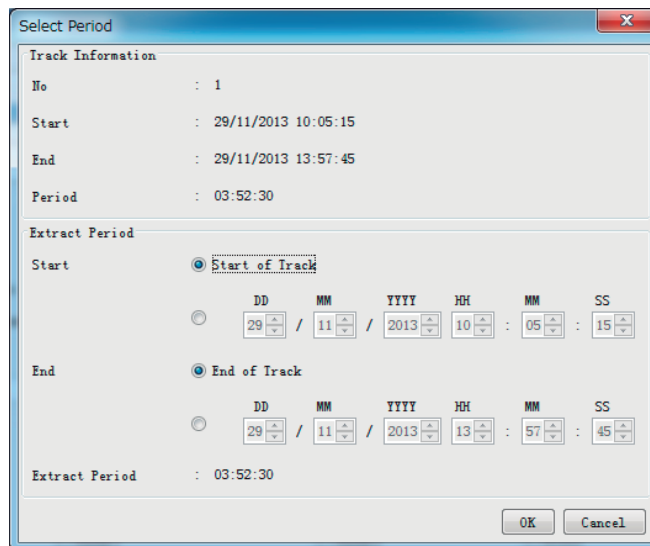 Select Period
Track Information
No : 1
Start : 29/11/2013 10:05:15
End : 29/11/2013 13:57:45
Period : 03:52:30
Extract Period
Start Start of Track
DD MM YYYY HH MM SS
29 / 11 / 2013 10 : 05 : 15
End End of Track
DD MM YYYY HH MM SS
29 / 11 / 2013 13 : 57 : 45
Extract Period : 03:52:30
OK Cancel